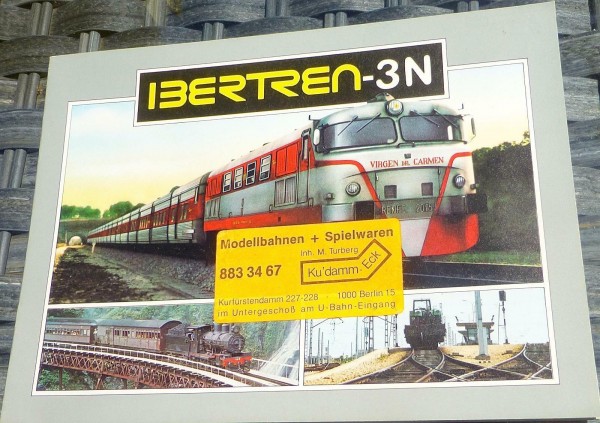 IBERTREN-3N
VIRGEN DEL CARMEN
Modellbahnen + Spielwaren
Inh. M. Turberg
883 34 67
Ku'damm-Eck
Kurfürstendamm 227-228 · 1000 Berlin 15
im Untergeschoß am U-Bahn-Eingang